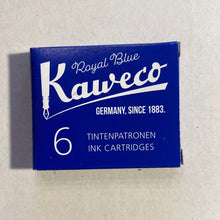 Royal Blue
Kaweco
GERMANY, SINCE 1883.
6
TINTENPATRONEN
INK CARTRIDGES